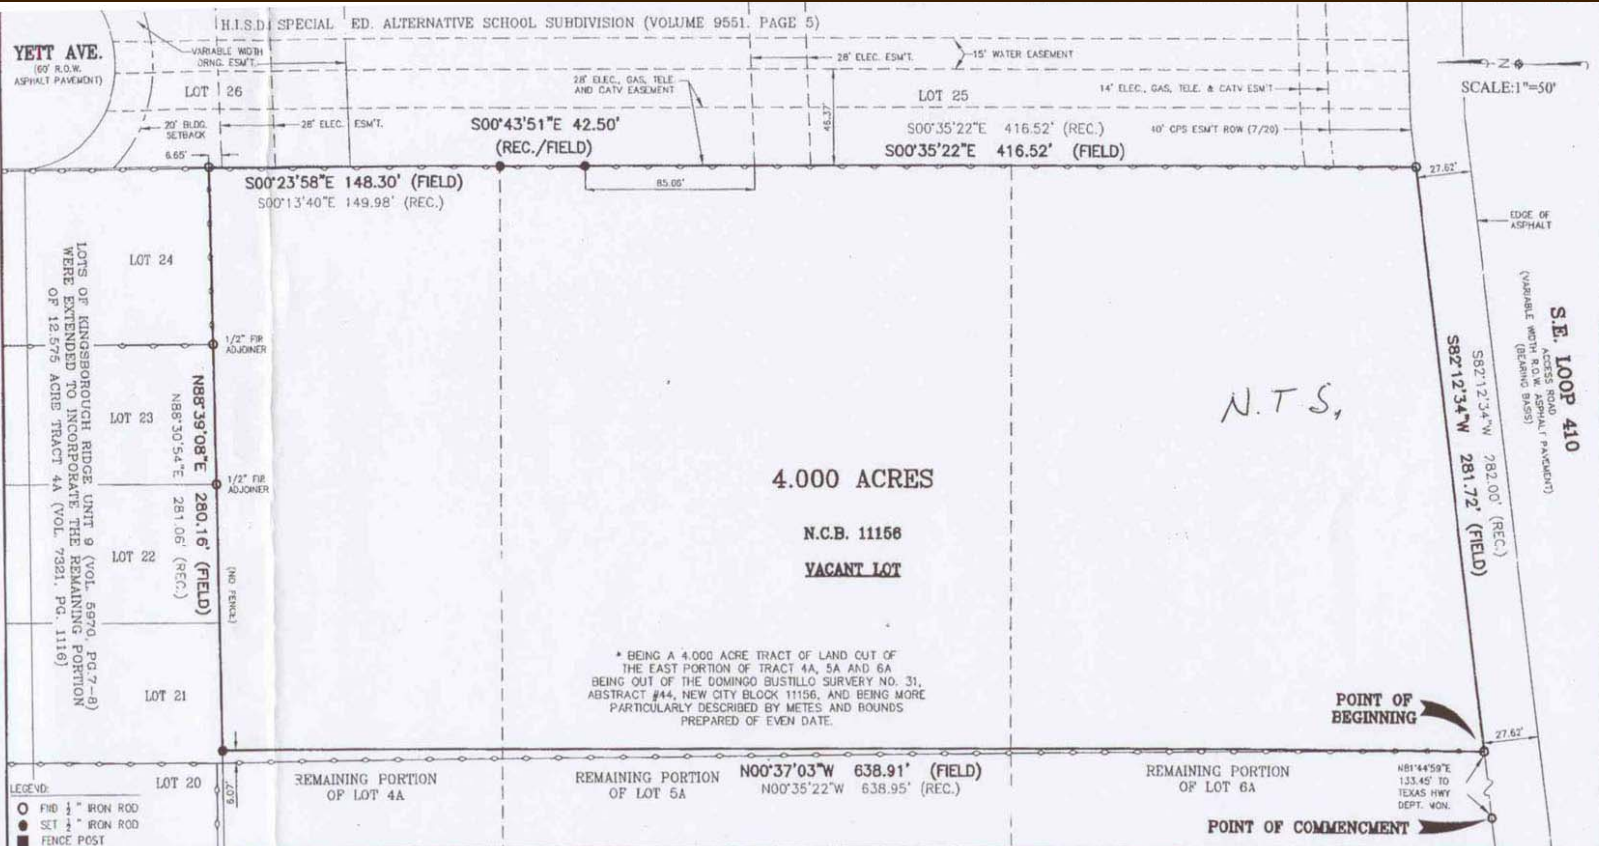 H.I.S.D. SPECIAL ED. ALTERNATIVE SCHOOL SUBDIVISION (VOLUME 9551. PAGE 5)
YETT AVE.
(60' R.O.W.
ASPHALT PAVEMENT)
VARIABLE WIDTH
DRNG. ESM'T.
LOT 26
20' BLDG.
SETBACK
28' ELEC. ESM'T.
6.65'
28' ELEC., GAS, TELE.
AND CATV EASEMENT
28' ELEC. ESM'T.
15' WATER EASEMENT
LOT 25
14' ELEC., GAS, TELE. & CATV ESM'T
40' CPS ESM'T ROW (7/20)
N
SCALE:1"=50'
S00°43'51"E 42.50'
(REC./FIELD)
46.37'
S00°35'22"E 416.52' (REC.)
S00°35'22"E 416.52' (FIELD)
S00°23'58"E 148.30' (FIELD)
S00°13'40"E 149.98' (REC.)
85.05'
27.62'
EDGE OF
ASPHALT
LOT 24
LOT 23
LOT 22
LOT 21
LOT 20
1/2" FIR
ADJOINER
1/2" FIR
ADJOINER
LOTS OF KINGSBOROUGH RIDGE UNIT 9 (VOL. 5970, PG.7-8)
WERE EXTENDED TO INCORPORATE THE REMAINING PORTION
OF 12.575 ACRE TRACT 4A (VOL. 7321, PG. 1116)
N88°39'08"E 280.16' (FIELD)
N88°30'54"E 281.06' (REC.)
(NO FENCE)
N.T.S,
S.E. LOOP 410
ACCESS ROAD
(VARIABLE WIDTH R.O.W. ASPHALT PAVEMENT)
(BEARING BASIS)
S82°12'34"W 282.00' (REC.)
S82°12'34"W 281.72' (FIELD)
4.000 ACRES
N.C.B. 11156
VACANT LOT
* BEING A 4.000 ACRE TRACT OF LAND OUT OF
THE EAST PORTION OF TRACT 4A, 5A AND 6A
BEING OUT OF THE DOMINGO BUSTILLO SURVERY NO. 31,
ABSTRACT #44, NEW CITY BLOCK 11156, AND BEING MORE
PARTICULARLY DESCRIBED BY METES AND BOUNDS
PREPARED OF EVEN DATE.
POINT OF
BEGINNING
27.62'
6.07'
REMAINING PORTION
OF LOT 4A
REMAINING PORTION
OF LOT 5A
N00°37'03"W 638.91' (FIELD)
N00°35'22"W 638.95' (REC.)
REMAINING PORTION
OF LOT 6A
N81°44'59"E
133.45' TO
TEXAS HWY
DEPT. MON.
POINT OF COMMENCMENT
LEGEND:
FND ½" IRON ROD
SET ½" IRON ROD
FENCE POST